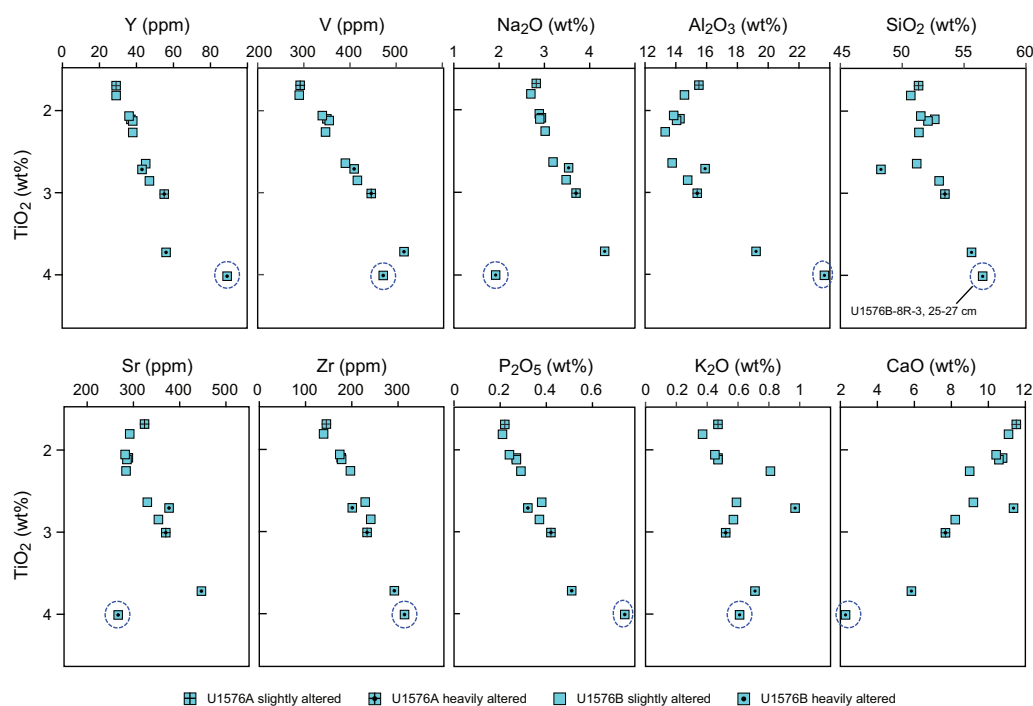 Y (ppm) V (ppm) Na2O (wt%) Al2O3 (wt%) SiO2 (wt%)
0 20 40 60 80 200 300 400 500 1 2 3 4 12 14 16 18 20 22 45 50 55 60
TiO2 (wt%)
2
3
4
U1576B-8R-3, 25-27 cm
Sr (ppm) Zr (ppm) P2O5 (wt%) K2O (wt%) CaO (wt%)
200 300 400 500 0 100 200 300 0 0.2 0.4 0.6 0 0.2 0.4 0.6 0.8 1 2 4 6 8 10 12
TiO2 (wt%)
2
3
4
U1576A slightly altered U1576A heavily altered U1576B slightly altered U1576B heavily altered